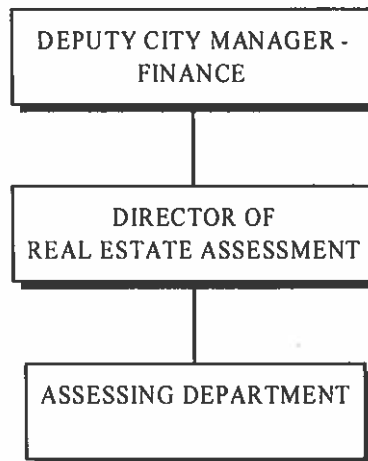 DEPUTY CITY MANAGER -
FINANCE
DIRECTOR OF
REAL ESTATE ASSESSMENT
ASSESSING DEPARTMENT